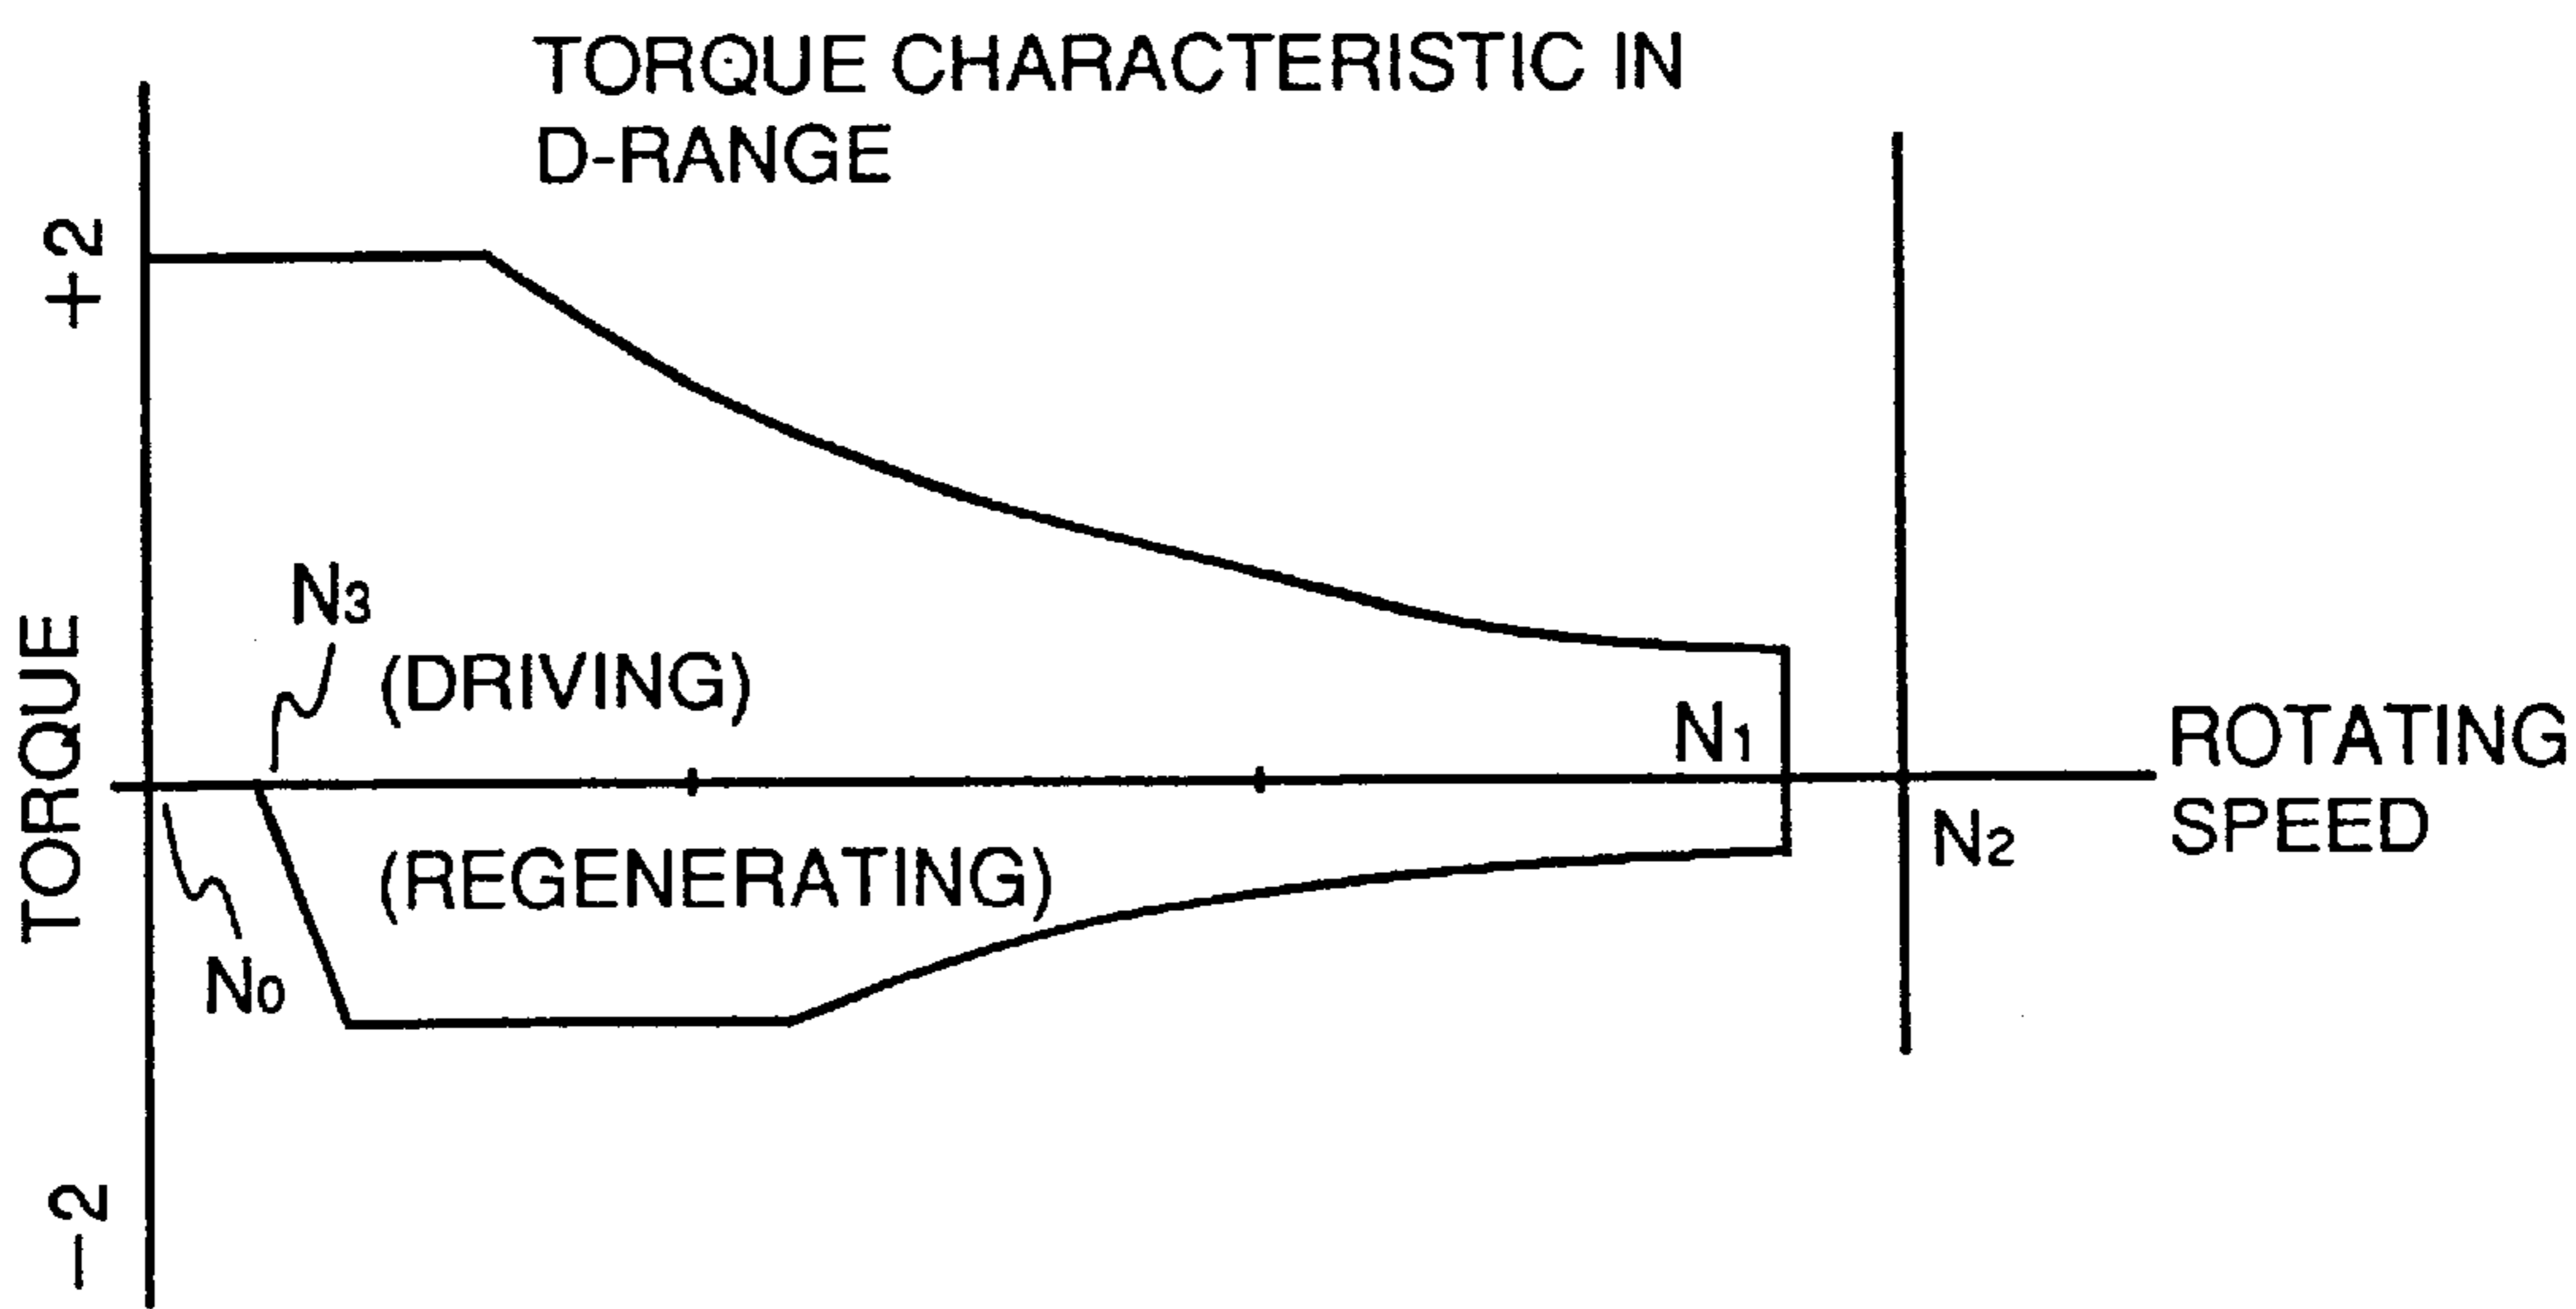 TORQUE CHARACTERISTIC IN
D-RANGE
+2
N3
(DRIVING)
N1
TORQUE
ROTATING
SPEED
N2
(REGENERATING)
N0
−2